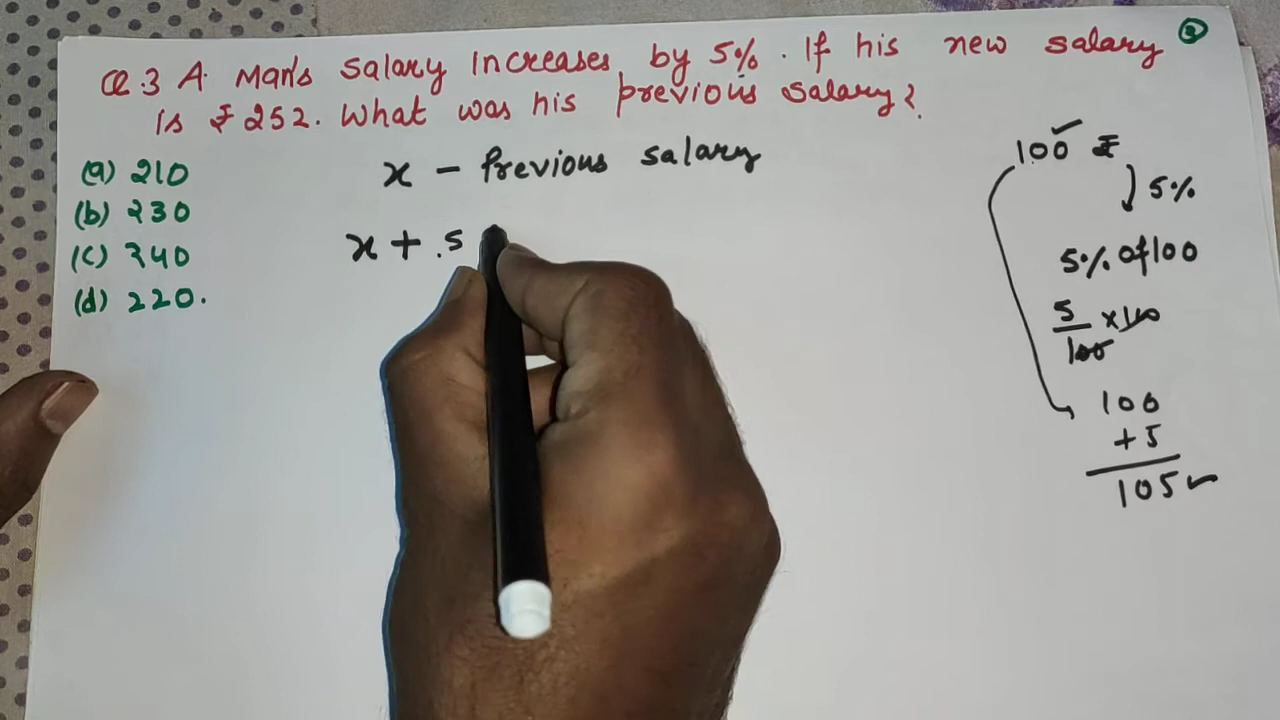 Q.3 A Man's salary increases by 5%. If his new salary
is ₹ 252. What was his previous salary?
(a) 210
(b) 230
(c) 240
(d) 220.
x - Previous salary
x + 5
3
100 ₹
5%
5% of 100
5/100 x 100
100
+5
105